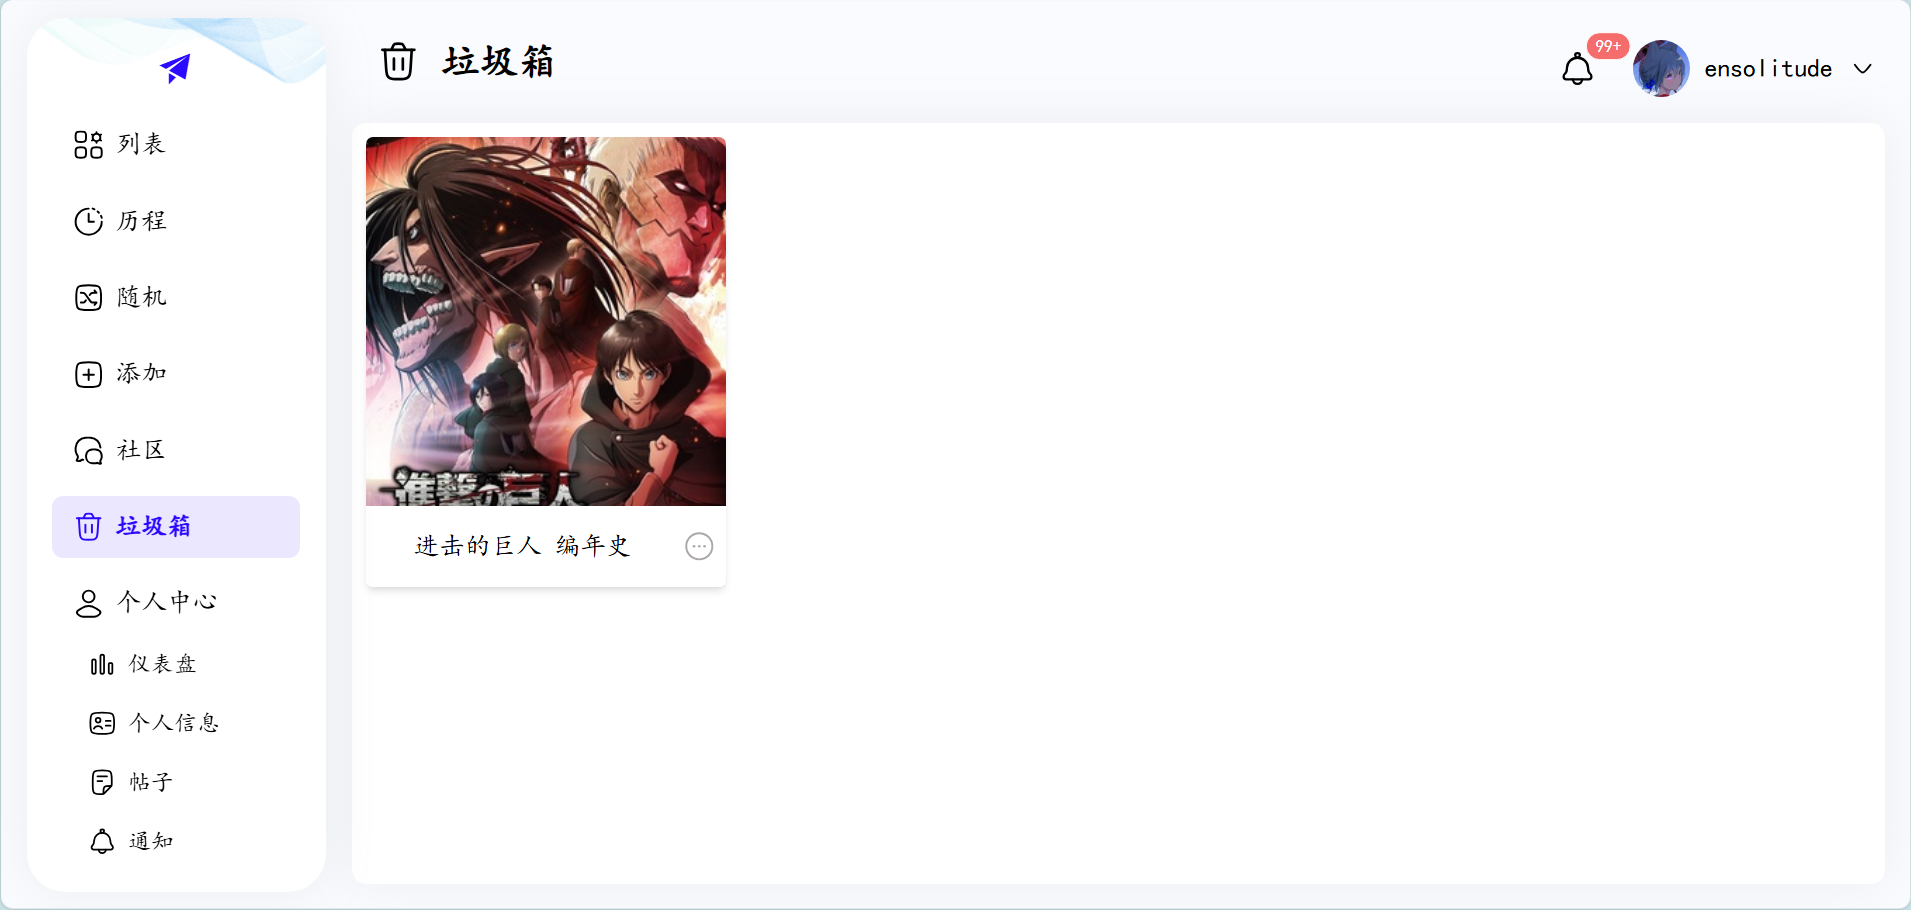 列表
历程
随机
添加
社区
垃圾箱
个人中心
仪表盘
个人信息
帖子
通知
垃圾箱
99+
ensolitude
進撃の巨人
进击的巨人 编年史